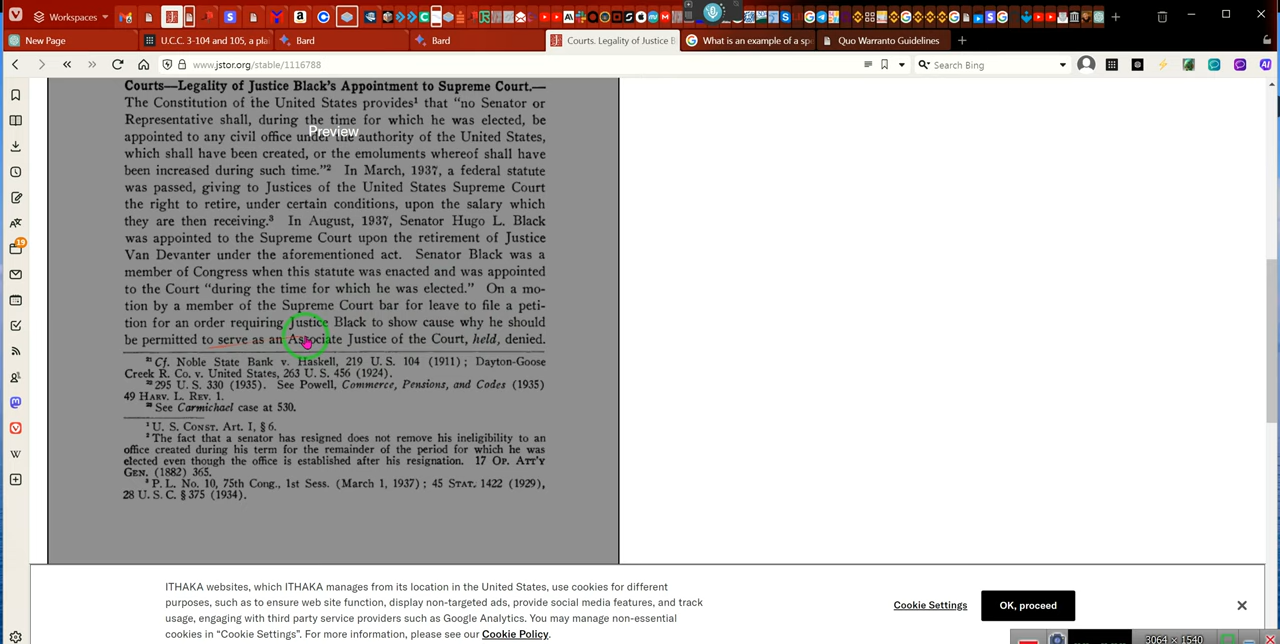 Workspaces
New Page
U.C.C. 3-104 and 105, a pla
Bard
Bard
Courts. Legality of Justice B
What is an example of a sp
Quo Warranto Guidelines
www.jstor.org/stable/1116788
Search Bing
19
Courts—Legality of Justice Black's Appointment to Supreme Court.—
The Constitution of the United States provides¹ that "no Senator or
Representative shall, during the time for which he was elected, be
appointed to any civil office under the authority of the United States,
Preview
which shall have been created, or the emoluments whereof shall have
been increased during such time."² In March, 1937, a federal statute
was passed, giving to Justices of the United States Supreme Court
the right to retire, under certain conditions, upon the salary which
they are then receiving.³ In August, 1937, Senator Hugo L. Black
was appointed to the Supreme Court upon the retirement of Justice
Van Devanter under the aforementioned act. Senator Black was a
member of Congress when this statute was enacted and was appointed
to the Court "during the time for which he was elected." On a mo-
tion by a member of the Supreme Court bar for leave to file a peti-
tion for an order requiring Justice Black to show cause why he should
be permitted to serve as an Associate Justice of the Court, held, denied.
²¹ Cf. Noble State Bank v. Haskell, 219 U. S. 104 (1911); Dayton-Goose
Creek R. Co. v. United States, 263 U. S. 456 (1924).
295 U. S. 330 (1935). See Powell, Commerce, Pensions, and Codes (1935)
49 HARV. L. REV. 1.
See Carmichael case at 530.
¹ U. S. CONST. Art. I, § 6.
² The fact that a senator has resigned does not remove his ineligibility to an
office created during his term for the remainder of the period for which he was
elected even though the office is established after his resignation. 17 OP. ATT'Y
GEN. (1882) 365.
³ P. L. No. 10, 75th Cong., 1st Sess. (March 1, 1937); 45 STAT. 1422 (1929),
28 U. S. C. § 375 (1934).
ITHAKA websites, which ITHAKA manages from its location in the United States, use cookies for different
purposes, such as to ensure web site function, display non-targeted ads, provide social media features, and track
usage, engaging with third party service providers such as Google Analytics. You may manage non-essential
cookies in "Cookie Settings". For more information, please see our Cookie Policy.
Cookie Settings
OK, proceed
3064 × 1540